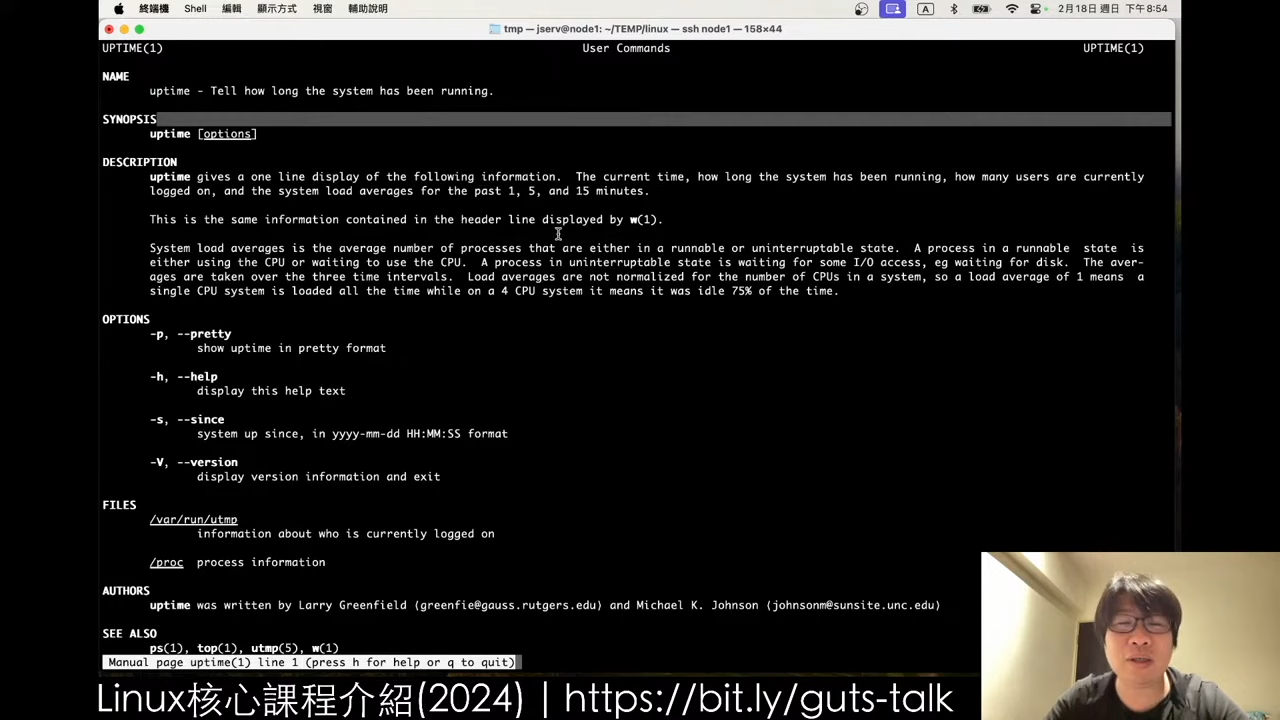 終端機 Shell 編輯 顯示方式 視窗 輔助說明 A 2月18日 週日 下午8:54
tmp — jserv@node1: ~/TEMP/linux — ssh node1 — 158×44
UPTIME(1) User Commands UPTIME(1)
NAME
uptime - Tell how long the system has been running.
SYNOPSIS
uptime [options]
DESCRIPTION
uptime gives a one line display of the following information. The current time, how long the system has been running, how many users are currently
logged on, and the system load averages for the past 1, 5, and 15 minutes.
This is the same information contained in the header line displayed by w(1).
System load averages is the average number of processes that are either in a runnable or uninterruptable state. A process in a runnable state is
either using the CPU or waiting to use the CPU. A process in uninterruptable state is waiting for some I/O access, eg waiting for disk. The aver-
ages are taken over the three time intervals. Load averages are not normalized for the number of CPUs in a system, so a load average of 1 means a
single CPU system is loaded all the time while on a 4 CPU system it means it was idle 75% of the time.
OPTIONS
-p, --pretty
show uptime in pretty format
-h, --help
display this help text
-s, --since
system up since, in yyyy-mm-dd HH:MM:SS format
-V, --version
display version information and exit
FILES
/var/run/utmp
information about who is currently logged on
/proc process information
AUTHORS
uptime was written by Larry Greenfield ⟨greenfie@gauss.rutgers.edu⟩ and Michael K. Johnson ⟨johnsonm@sunsite.unc.edu⟩
SEE ALSO
ps(1), top(1), utmp(5), w(1)
Manual page uptime(1) line 1 (press h for help or q to quit)
Linux核心課程介紹(2024) | https://bit.ly/guts-talk